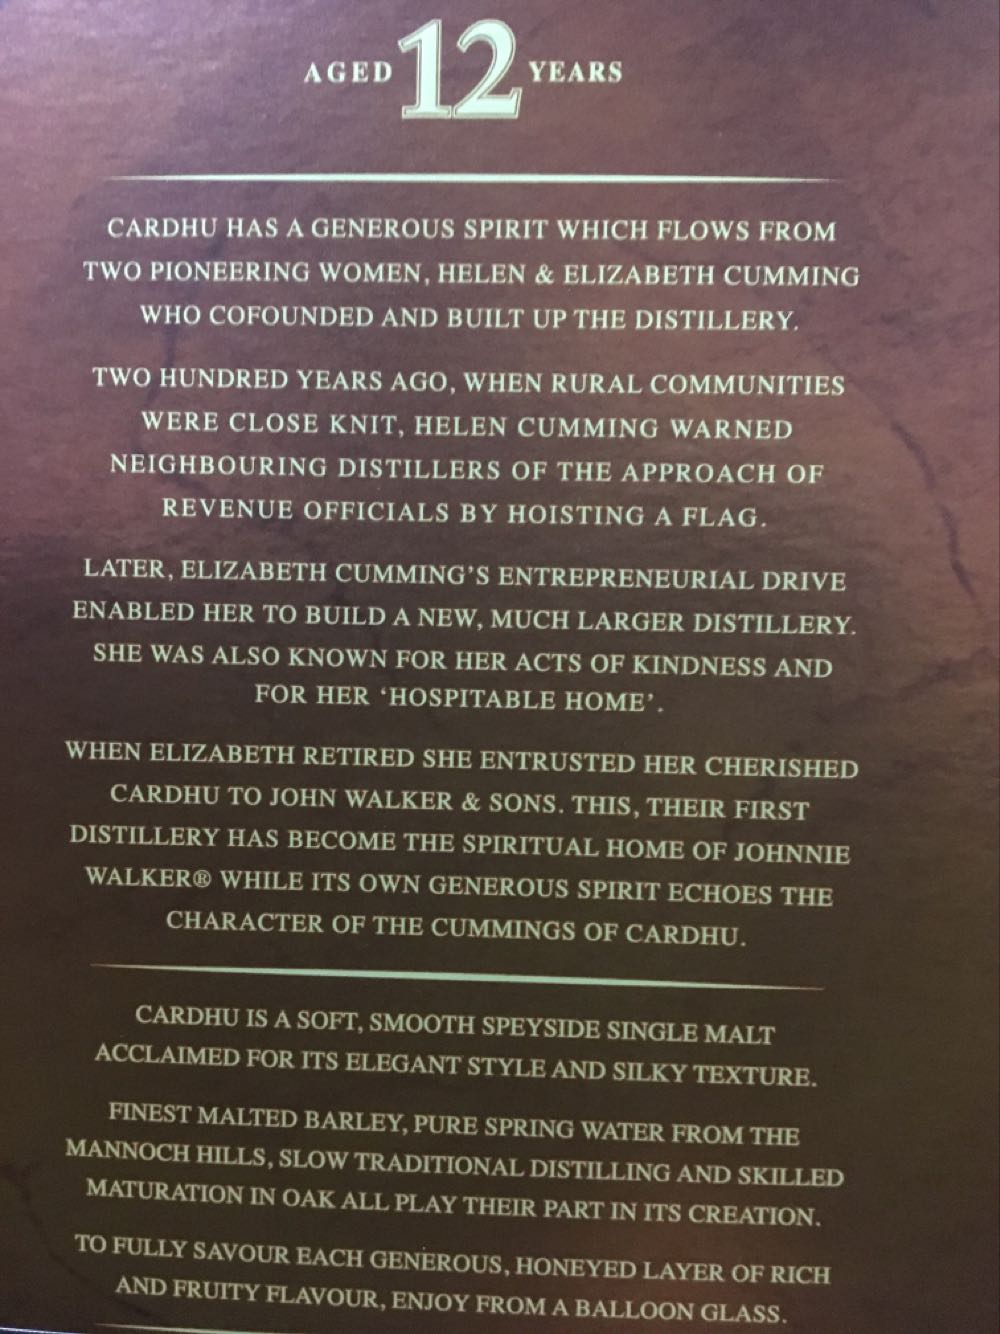 AGED 12 YEARS
CARDHU HAS A GENEROUS SPIRIT WHICH FLOWS FROM
TWO PIONEERING WOMEN, HELEN & ELIZABETH CUMMING
WHO COFOUNDED AND BUILT UP THE DISTILLERY.
TWO HUNDRED YEARS AGO, WHEN RURAL COMMUNITIES
WERE CLOSE KNIT, HELEN CUMMING WARNED
NEIGHBOURING DISTILLERS OF THE APPROACH OF
REVENUE OFFICIALS BY HOISTING A FLAG.
LATER, ELIZABETH CUMMING'S ENTREPRENEURIAL DRIVE
ENABLED HER TO BUILD A NEW, MUCH LARGER DISTILLERY.
SHE WAS ALSO KNOWN FOR HER ACTS OF KINDNESS AND
FOR HER ‘HOSPITABLE HOME’.
WHEN ELIZABETH RETIRED SHE ENTRUSTED HER CHERISHED
CARDHU TO JOHN WALKER & SONS. THIS, THEIR FIRST
DISTILLERY HAS BECOME THE SPIRITUAL HOME OF JOHNNIE
WALKER® WHILE ITS OWN GENEROUS SPIRIT ECHOES THE
CHARACTER OF THE CUMMINGS OF CARDHU.
CARDHU IS A SOFT, SMOOTH SPEYSIDE SINGLE MALT
ACCLAIMED FOR ITS ELEGANT STYLE AND SILKY TEXTURE.
FINEST MALTED BARLEY, PURE SPRING WATER FROM THE
MANNOCH HILLS, SLOW TRADITIONAL DISTILLING AND SKILLED
MATURATION IN OAK ALL PLAY THEIR PART IN ITS CREATION.
TO FULLY SAVOUR EACH GENEROUS, HONEYED LAYER OF RICH
AND FRUITY FLAVOUR, ENJOY FROM A BALLOON GLASS.